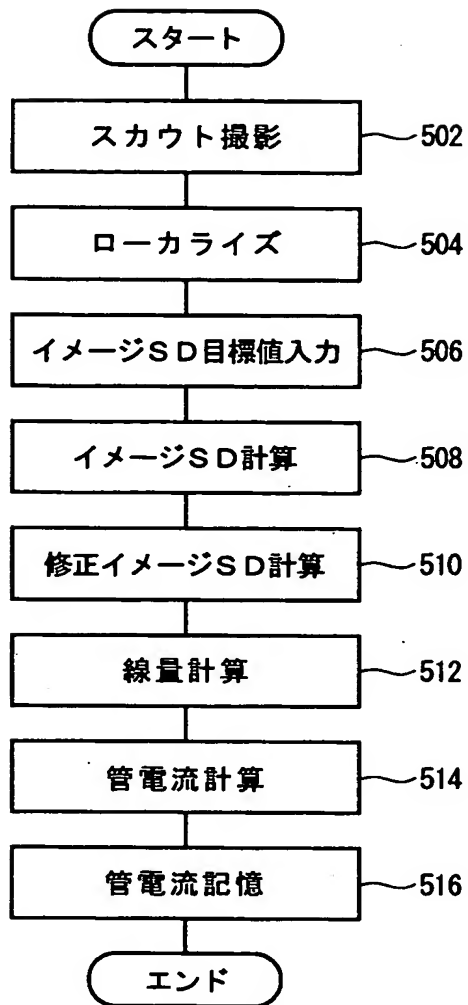 スタート
スカウト撮影 502
ローカライズ 504
イメージＳＤ目標値入力 506
イメージＳＤ計算 508
修正イメージＳＤ計算 510
線量計算 512
管電流計算 514
管電流記憶 516
エンド